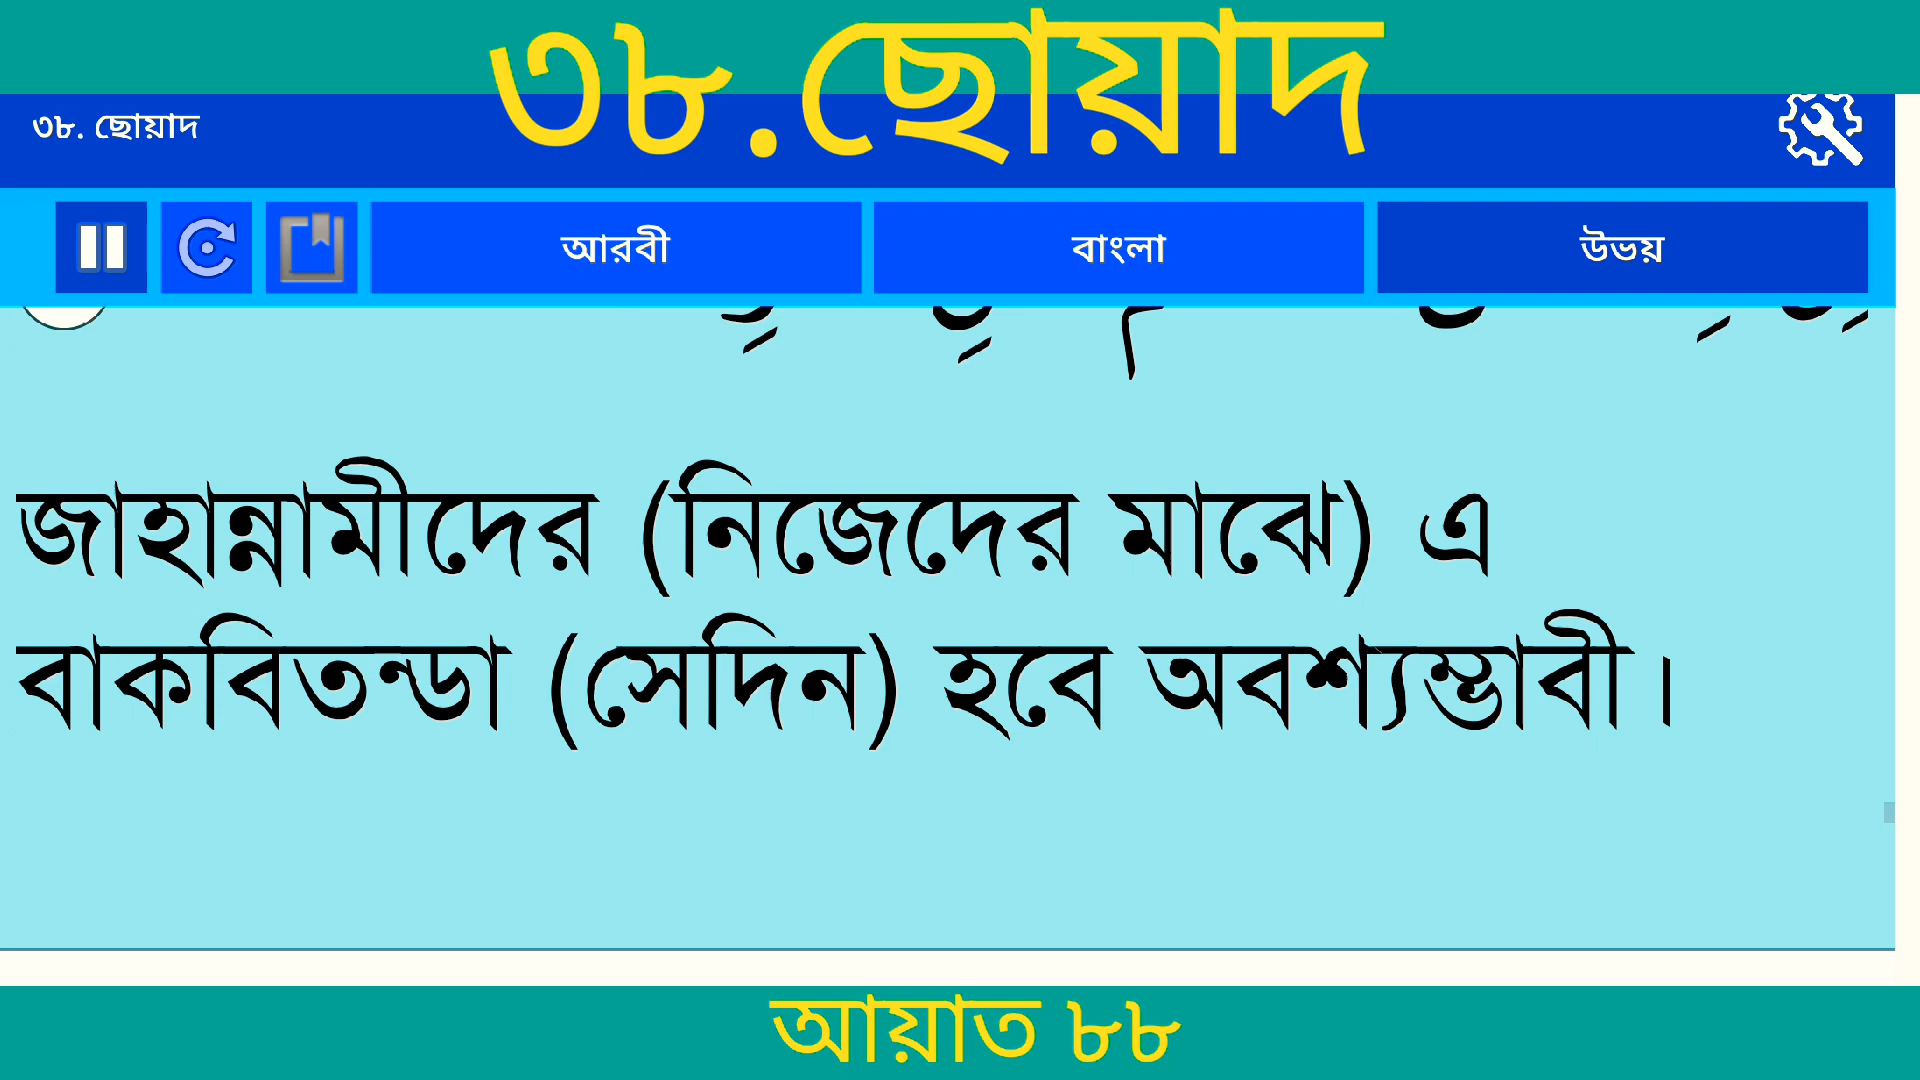 ৩৮.ছোয়াদ
৩৮. ছোয়াদ
আরবী বাংলা উভয়
জাহান্নামীদের (নিজেদের মাঝে) এ
বাকবিতন্ডা (সেদিন) হবে অবশ্যম্ভাবী।
আয়াত ৮৮